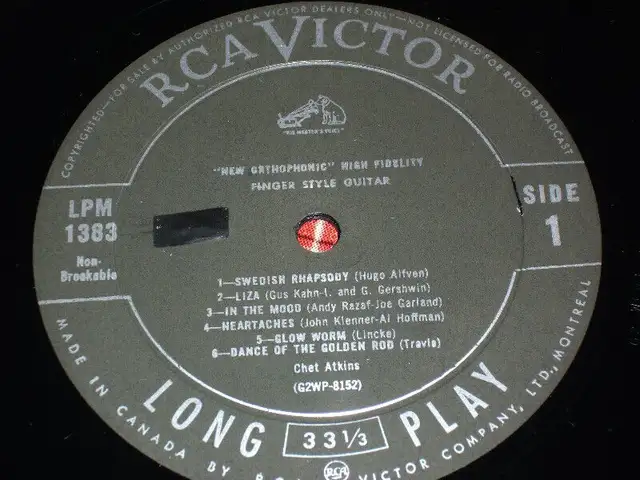 COPYRIGHTED—FOR SALE BY AUTHORIZED RCA VICTOR DEALERS ONLY—NOT LICENSED FOR RADIO BROADCAST
RCA VICTOR
"HIS MASTER'S VOICE"
"NEW ORTHOPHONIC" HIGH FIDELITY
FINGER STYLE GUITAR
LPM
1383
Non-
Breakable
SIDE
1
1—SWEDISH RHAPSODY (Hugo Alfven)
2—LIZA (Gus Kahn-I. and G. Gershwin)
3—IN THE MOOD (Andy Razaf-Joe Garland)
4—HEARTACHES (John Klenner-Al Hoffman)
5—GLOW WORM (Lincke)
6—DANCE OF THE GOLDEN ROD (Travis)
Chet Atkins
(G2WP-8152)
LONG 33 1/3 PLAY
RCA
MADE IN CANADA BY RCA VICTOR COMPANY, LTD., MONTREAL